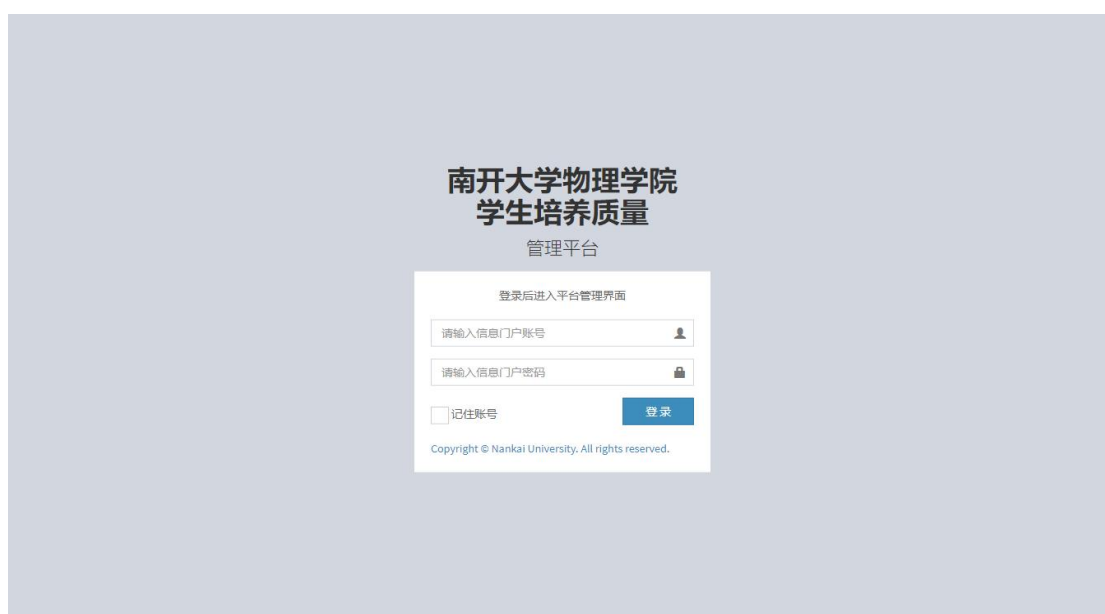 南开大学物理学院
学生培养质量
管理平台
登录后进入平台管理界面
请输入信息门户账号
请输入信息门户密码
记住账号
登录
Copyright © Nankai University. All rights reserved.